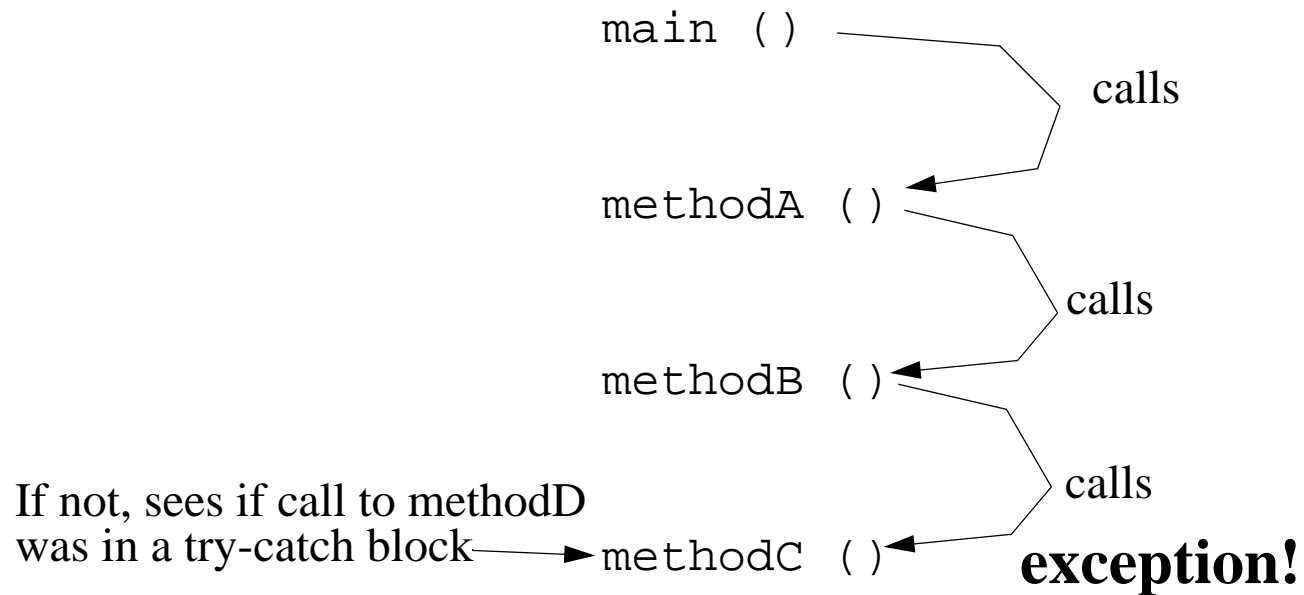 main ()
calls
methodA ()
calls
methodB ()
calls
If not, sees if call to methodD
was in a try-catch block
methodC ()
exception!